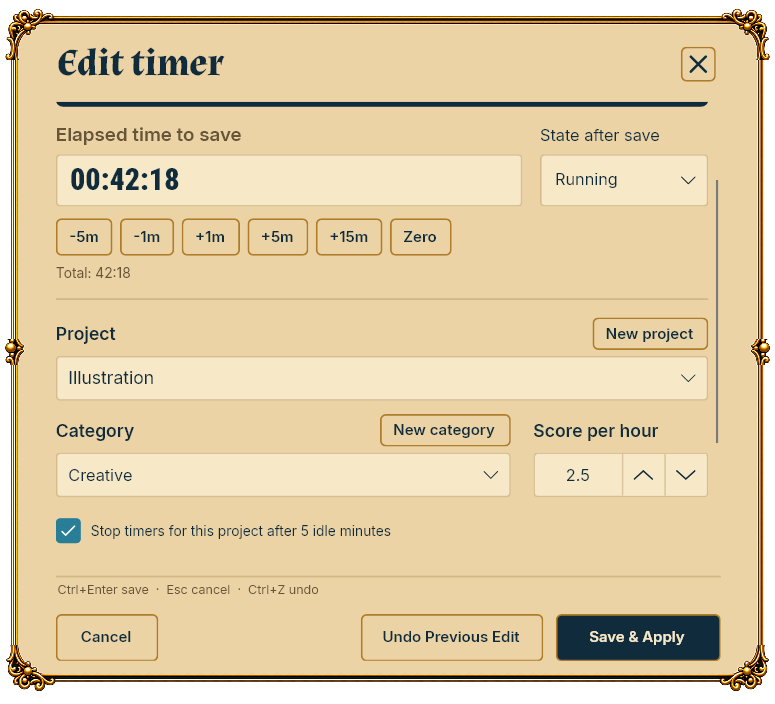 Edit timer
Elapsed time to save
State after save
00:42:18
Running
-5m -1m +1m +5m +15m Zero
Total: 42:18
Project
New project
Illustration
Category
New category
Score per hour
Creative
2.5
Stop timers for this project after 5 idle minutes
Ctrl+Enter save · Esc cancel · Ctrl+Z undo
Cancel
Undo Previous Edit
Save & Apply